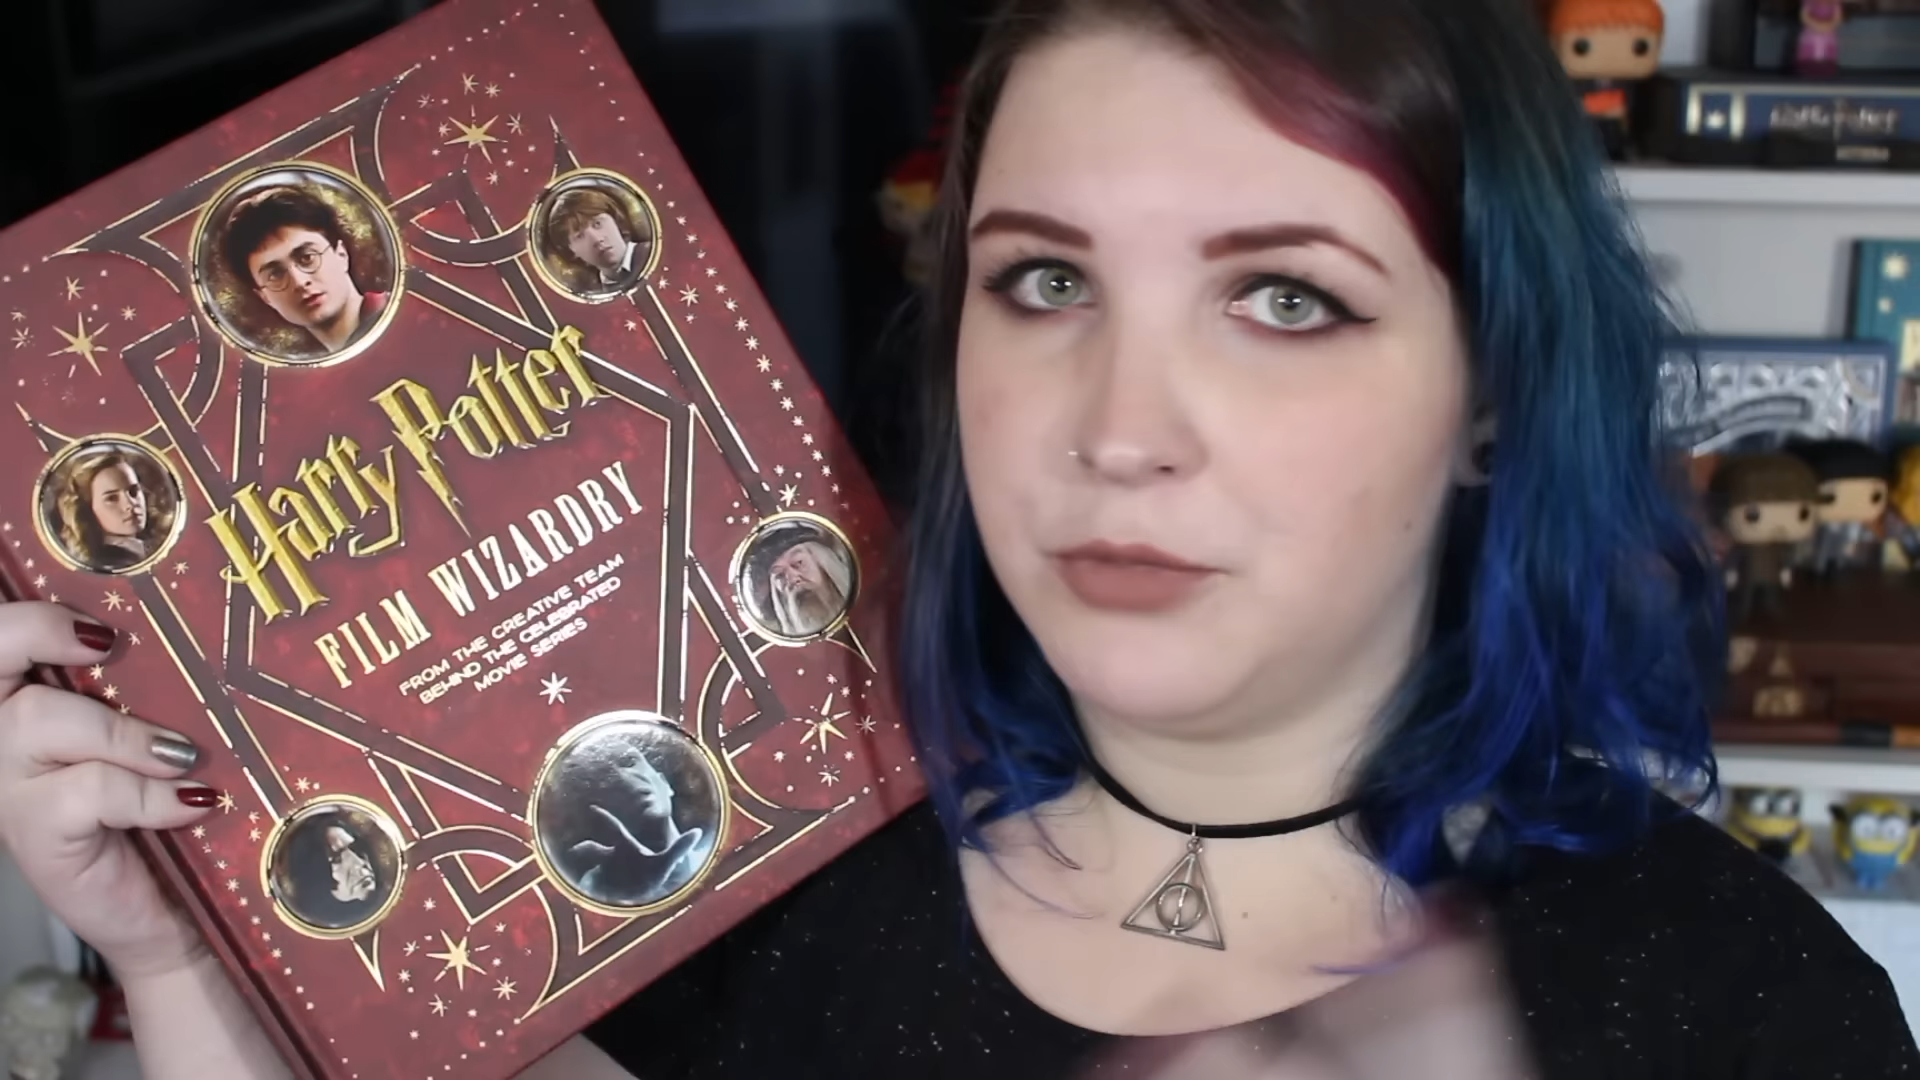 Harry Potter
FILM WIZARDRY
FROM THE CREATIVE TEAM
BEHIND THE CELEBRATED
MOVIE SERIES